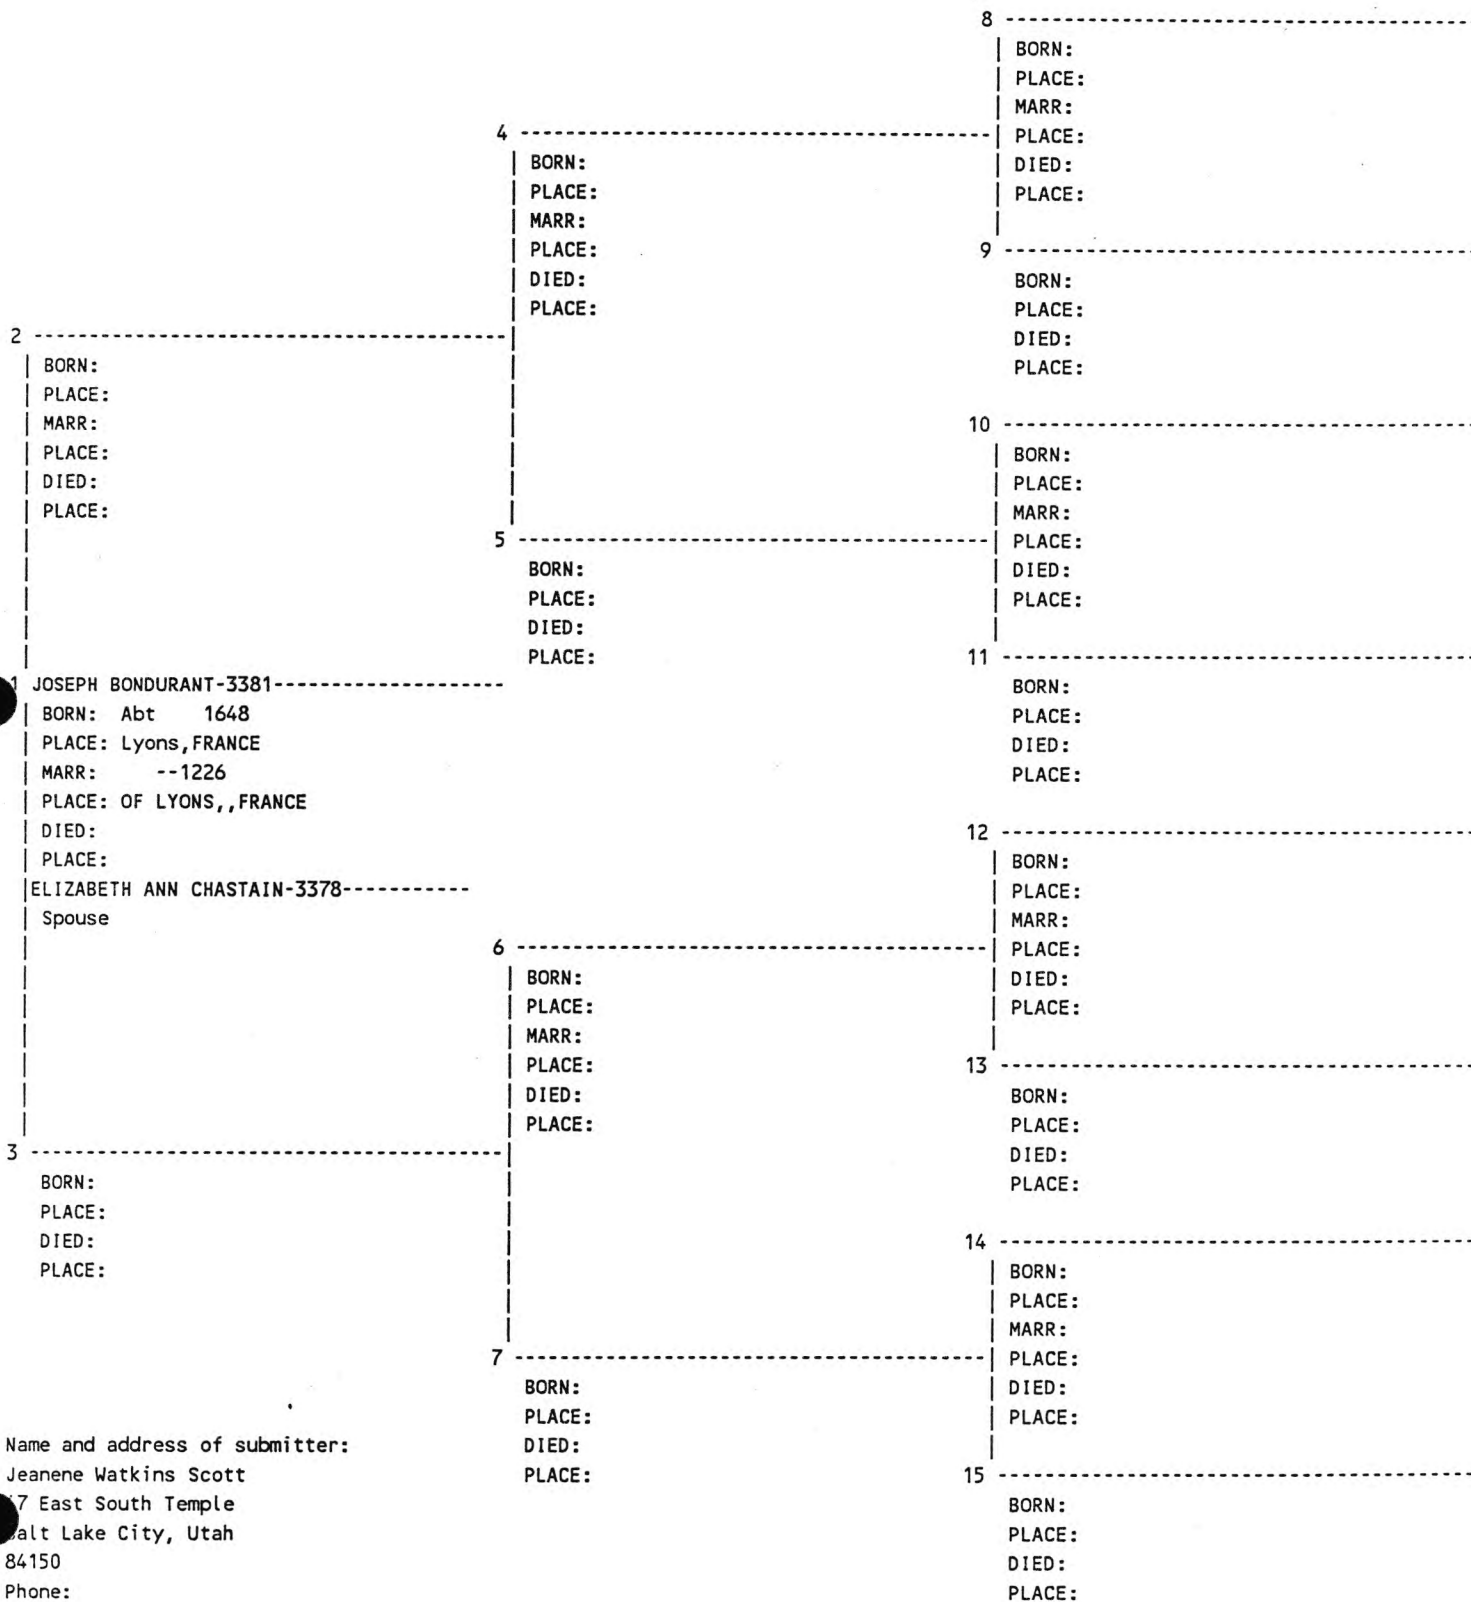 2
BORN:
PLACE:
MARR:
PLACE:
DIED:
PLACE:
1 JOSEPH BONDURANT-3381
BORN: Abt 1648
PLACE: Lyons,FRANCE
MARR: --1226
PLACE: OF LYONS,,FRANCE
DIED:
PLACE:
ELIZABETH ANN CHASTAIN-3378
Spouse
3
BORN:
PLACE:
DIED:
PLACE:
Name and address of submitter:
Jeanene Watkins Scott
7 East South Temple
alt Lake City, Utah
84150
Phone:
4
BORN:
PLACE:
MARR:
PLACE:
DIED:
PLACE:
5
BORN:
PLACE:
DIED:
PLACE:
6
BORN:
PLACE:
MARR:
PLACE:
DIED:
PLACE:
7
BORN:
PLACE:
DIED:
PLACE:
8
BORN:
PLACE:
MARR:
PLACE:
DIED:
PLACE:
9
BORN:
PLACE:
DIED:
PLACE:
10
BORN:
PLACE:
MARR:
PLACE:
DIED:
PLACE:
11
BORN:
PLACE:
DIED:
PLACE:
12
BORN:
PLACE:
MARR:
PLACE:
DIED:
PLACE:
13
BORN:
PLACE:
DIED:
PLACE:
14
BORN:
PLACE:
MARR:
PLACE:
DIED:
PLACE:
15
BORN:
PLACE:
DIED:
PLACE: